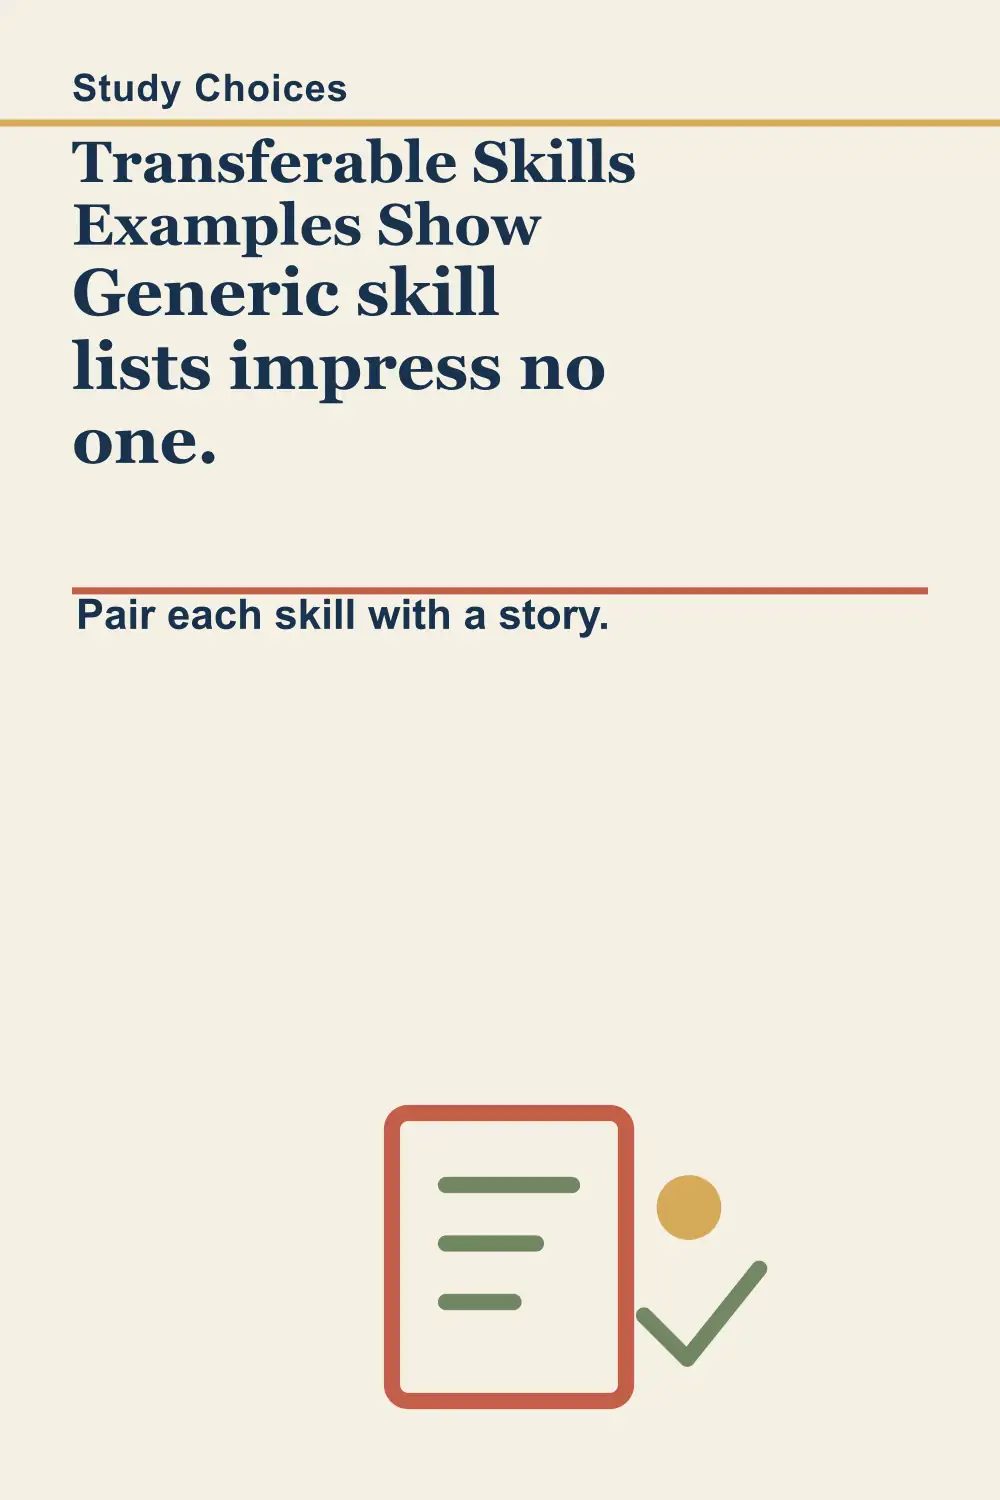 Study Choices
Transferable Skills
Examples Show
Generic skill
lists impress no
one.
Pair each skill with a story.